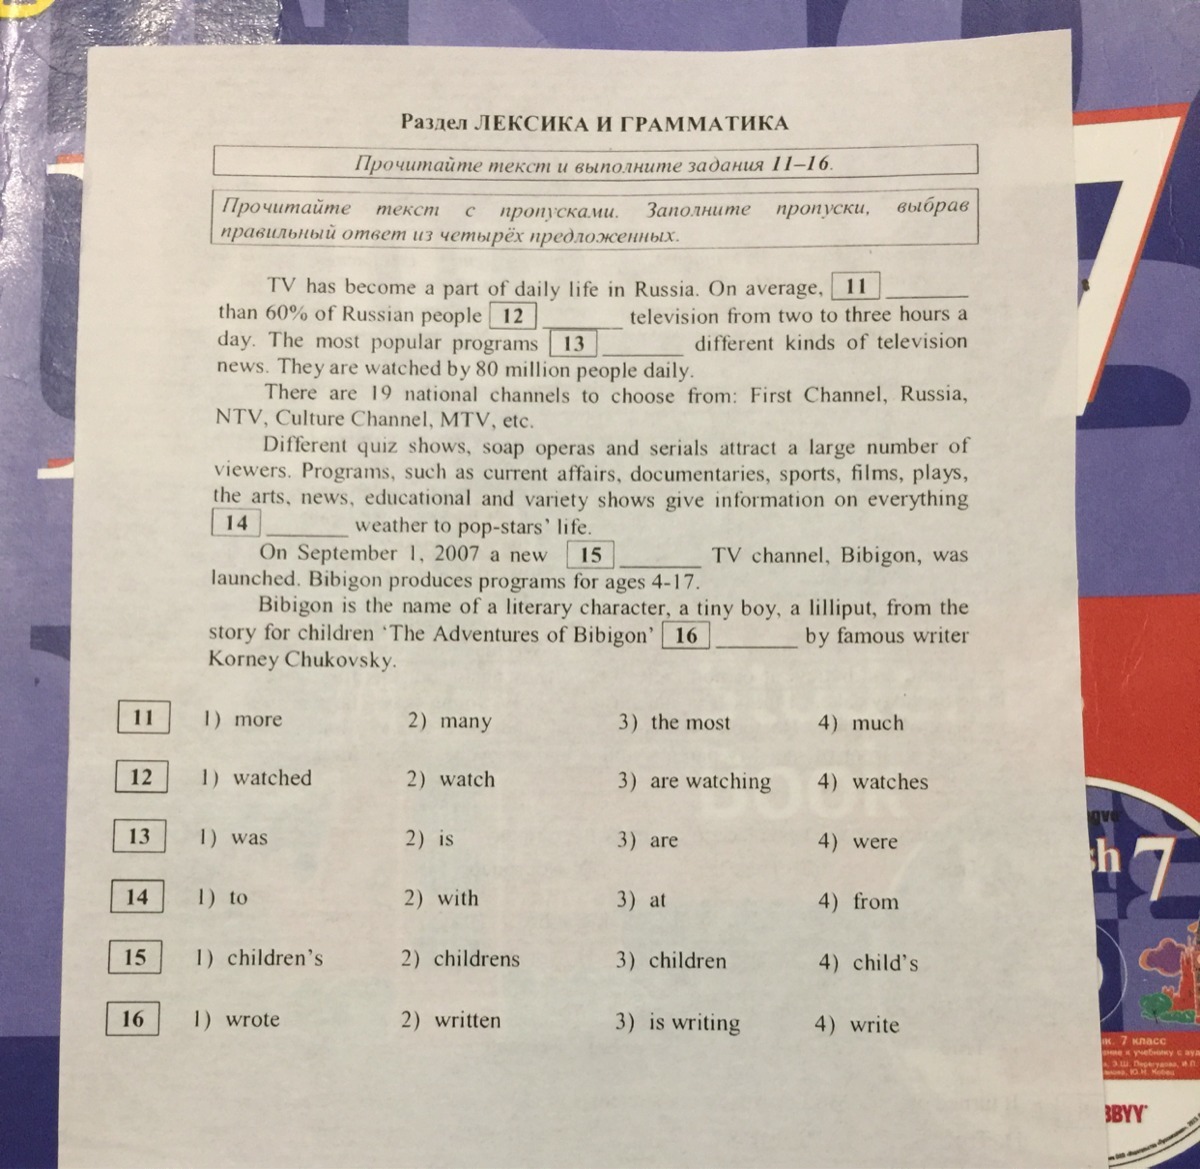 Раздел ЛЕКСИКА И ГРАММАТИКА
Прочитайте текст и выполните задания 11–16.
Прочитайте текст с пропусками. Заполните пропуски, выбрав
правильный ответ из четырёх предложенных.
TV has become a part of daily life in Russia. On average, 11 ________
than 60% of Russian people 12 ________ television from two to three hours a
day. The most popular programs 13 ________ different kinds of television
news. They are watched by 80 million people daily.
There are 19 national channels to choose from: First Channel, Russia,
NTV, Culture Channel, MTV, etc.
Different quiz shows, soap operas and serials attract a large number of
viewers. Programs, such as current affairs, documentaries, sports, films, plays,
the arts, news, educational and variety shows give information on everything
14 ________ weather to pop-stars’ life.
On September 1, 2007 a new 15 ________ TV channel, Bibigon, was
launched. Bibigon produces programs for ages 4-17.
Bibigon is the name of a literary character, a tiny boy, a lilliput, from the
story for children ‘The Adventures of Bibigon’ 16 ________ by famous writer
Korney Chukovsky.
11 1) more 2) many 3) the most 4) much
12 1) watched 2) watch 3) are watching 4) watches
13 1) was 2) is 3) are 4) were
14 1) to 2) with 3) at 4) from
15 1) children’s 2) childrens 3) children 4) child’s
16 1) wrote 2) written 3) is writing 4) write
7
7
7 класс